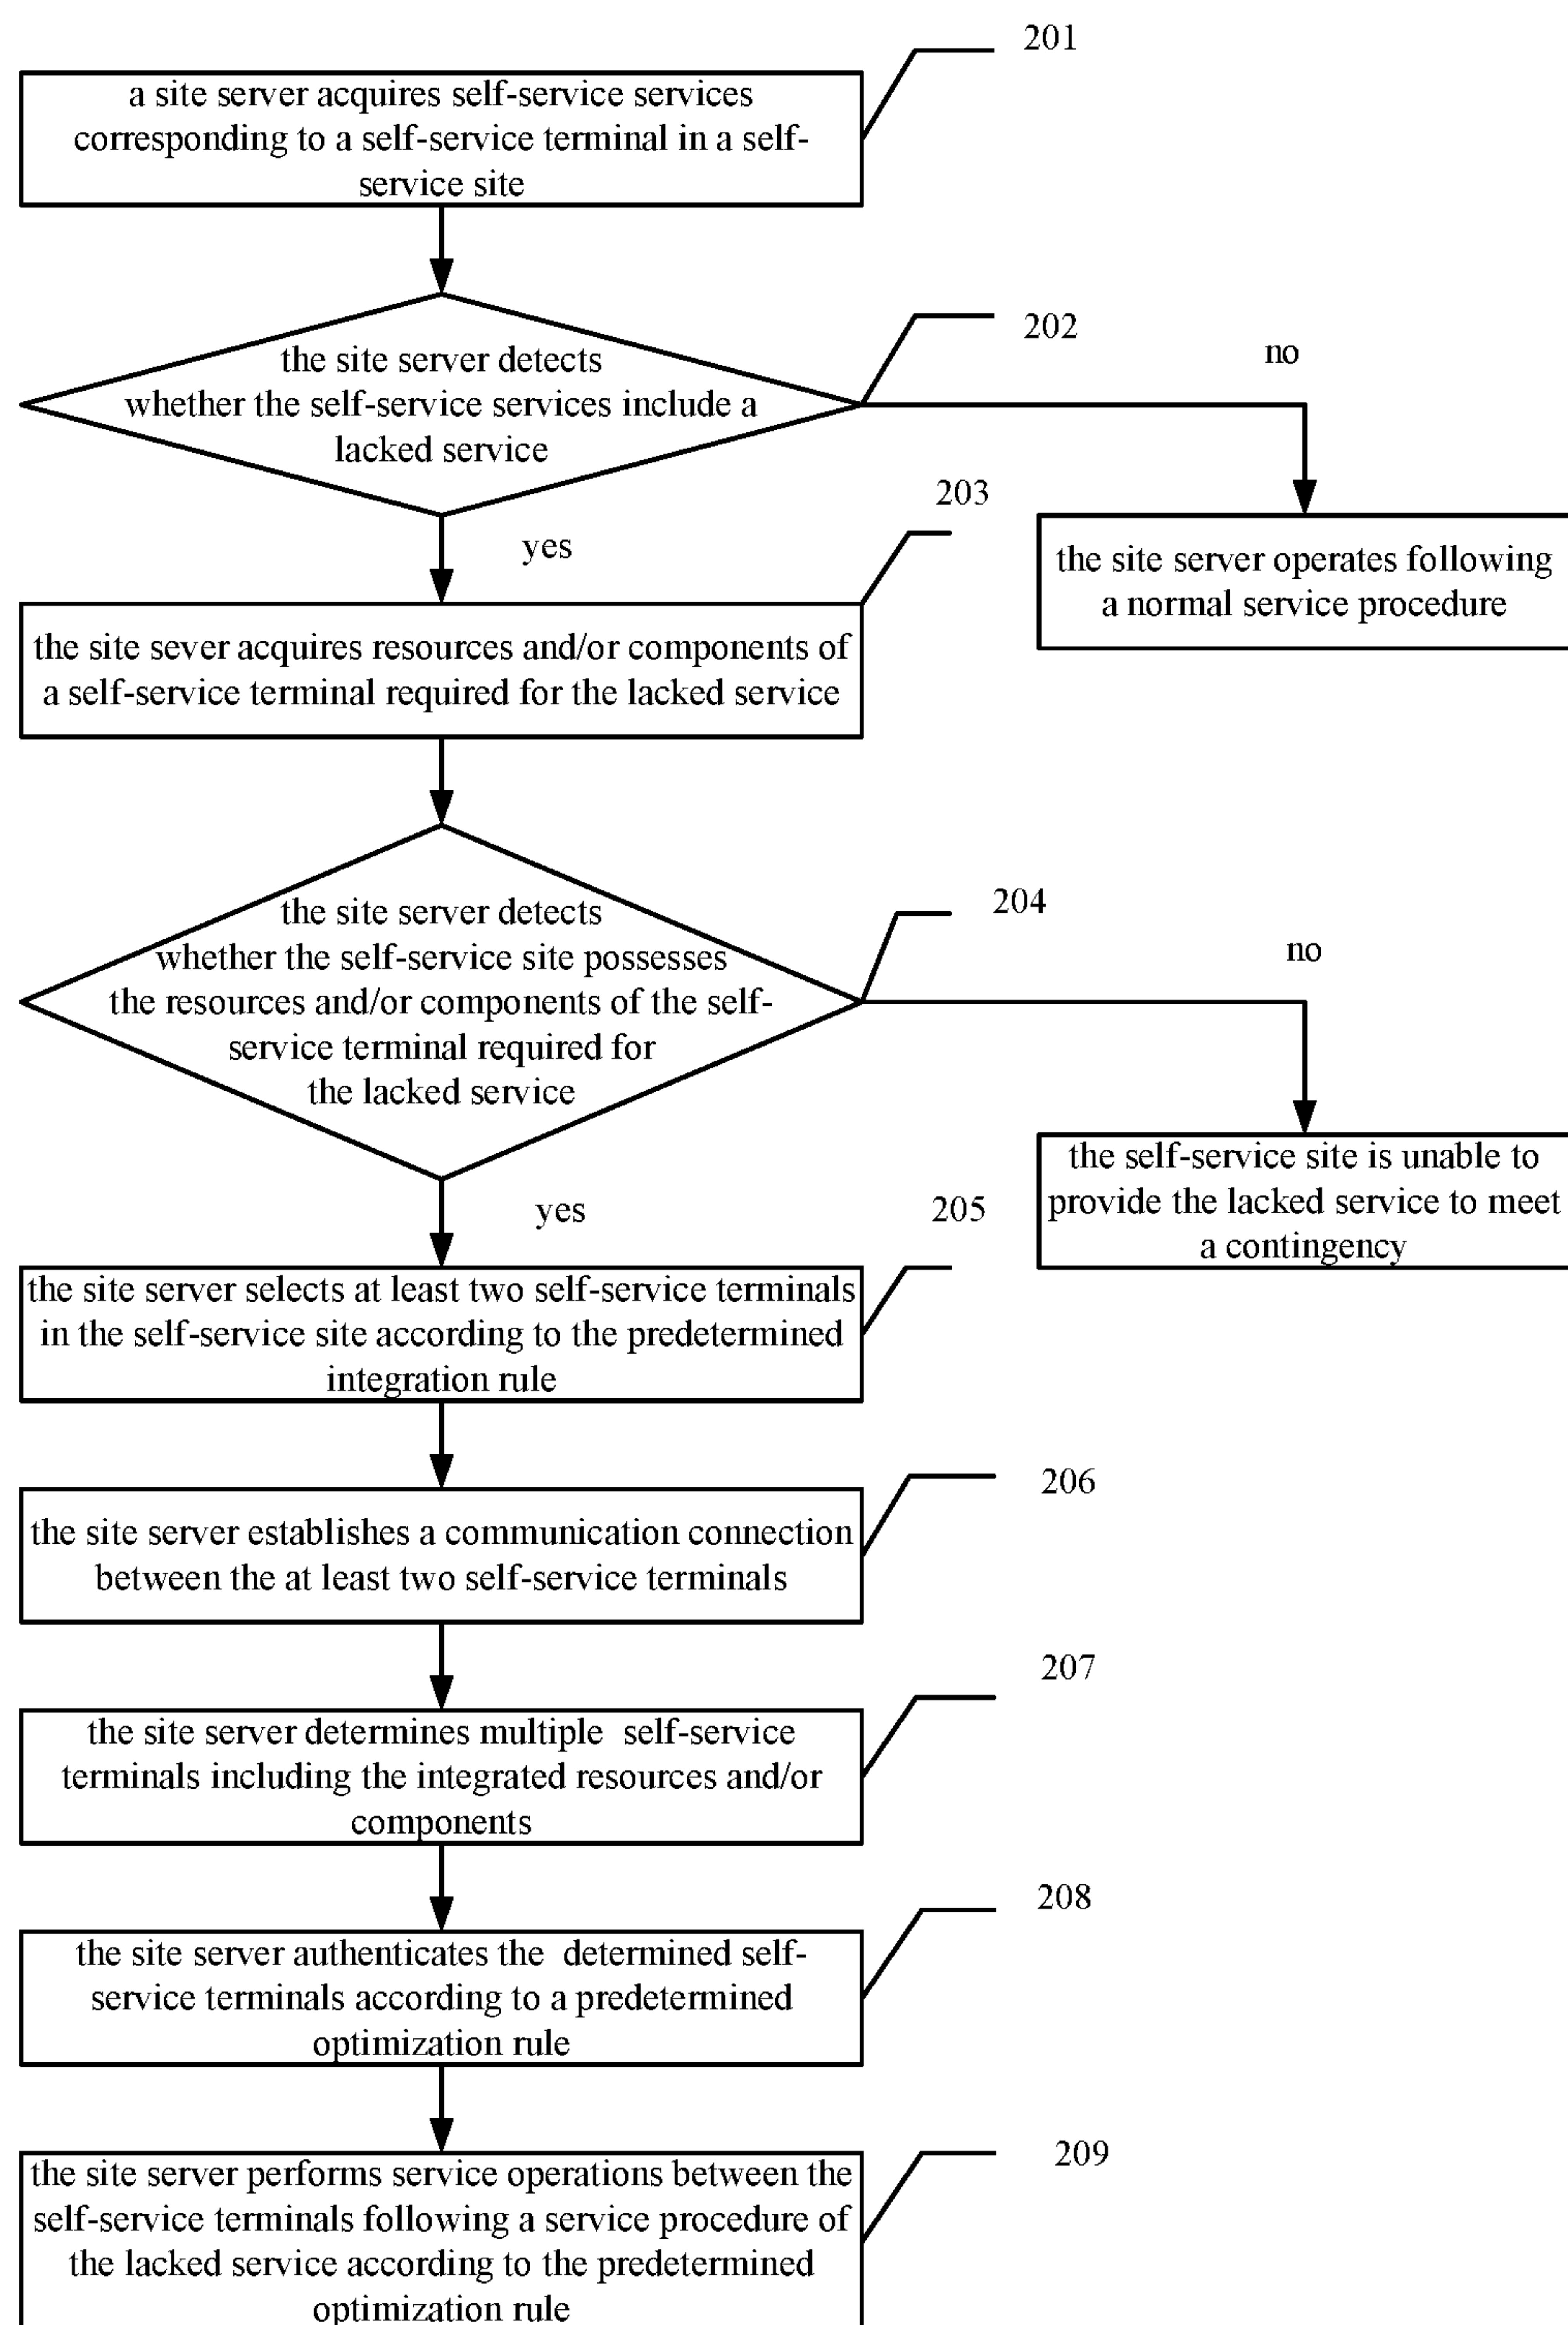 201
a site server acquires self-service services
corresponding to a self-service terminal in a self-
service site
202
the site server detects
whether the self-service services include a
lacked service
no
the site server operates following
a normal service procedure
yes
203
the site sever acquires resources and/or components of
a self-service terminal required for the lacked service
204
the site server detects
whether the self-service site possesses
the resources and/or components of the self-
service terminal required for
the lacked service
no
the self-service site is unable to
provide the lacked service to meet
a contingency
yes
205
the site server selects at least two self-service terminals
in the self-service site according to the predetermined
integration rule
206
the site server establishes a communication connection
between the at least two self-service terminals
207
the site server determines multiple self-service
terminals including the integrated resources and/or
components
208
the site server authenticates the determined self-
service terminals according to a predetermined
optimization rule
209
the site server performs service operations between the
self-service terminals following a service procedure of
the lacked service according to the predetermined
optimization rule